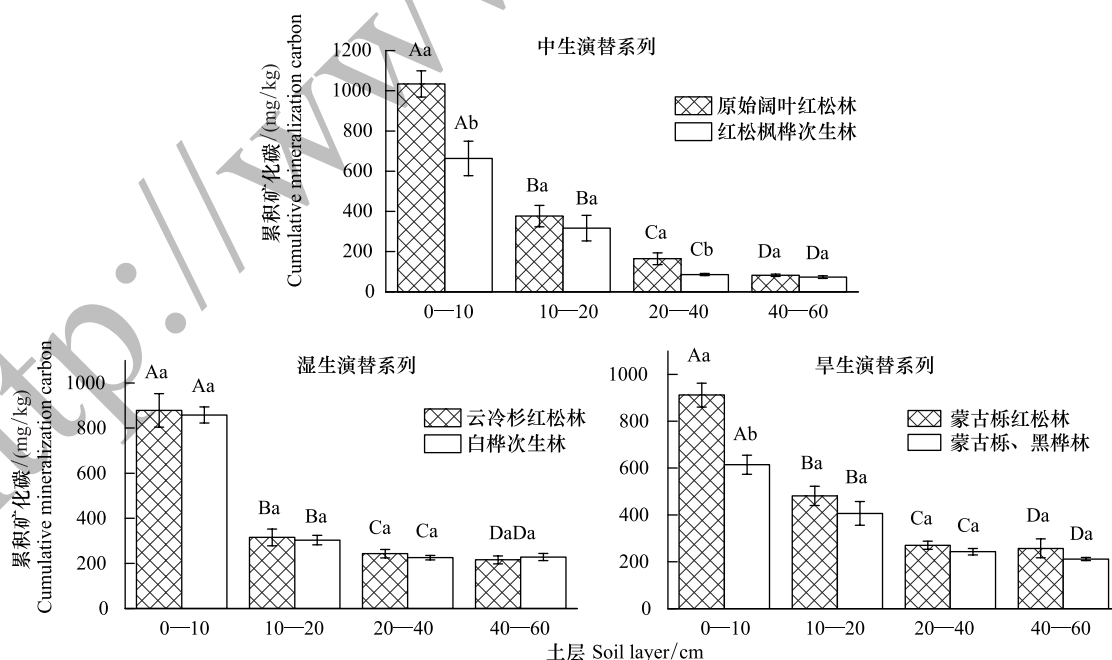 中生演替系列
累积矿化碳/(mg/kg)
Cumulative mineralization carbon
1200
1000
800
600
400
200
0
Aa
Ab
Ba
Ba
Ca
Cb
Da
Da
原始阔叶红松林
红松枫桦次生林
0—10
10—20
20—40
40—60
湿生演替系列
累积矿化碳/(mg/kg)
Cumulative mineralization carbon
1000
800
600
400
200
0
Aa
Aa
Ba
Ba
Ca
Ca
DaDa
云冷杉红松林
白桦次生林
0—10
10—20
20—40
40—60
旱生演替系列
1000
800
600
400
200
0
Aa
Ab
Ba
Ba
Ca
Ca
Da
Da
蒙古栎红松林
蒙古栎、黑桦林
0—10
10—20
20—40
40—60
土层 Soil layer/cm
ttp://ww